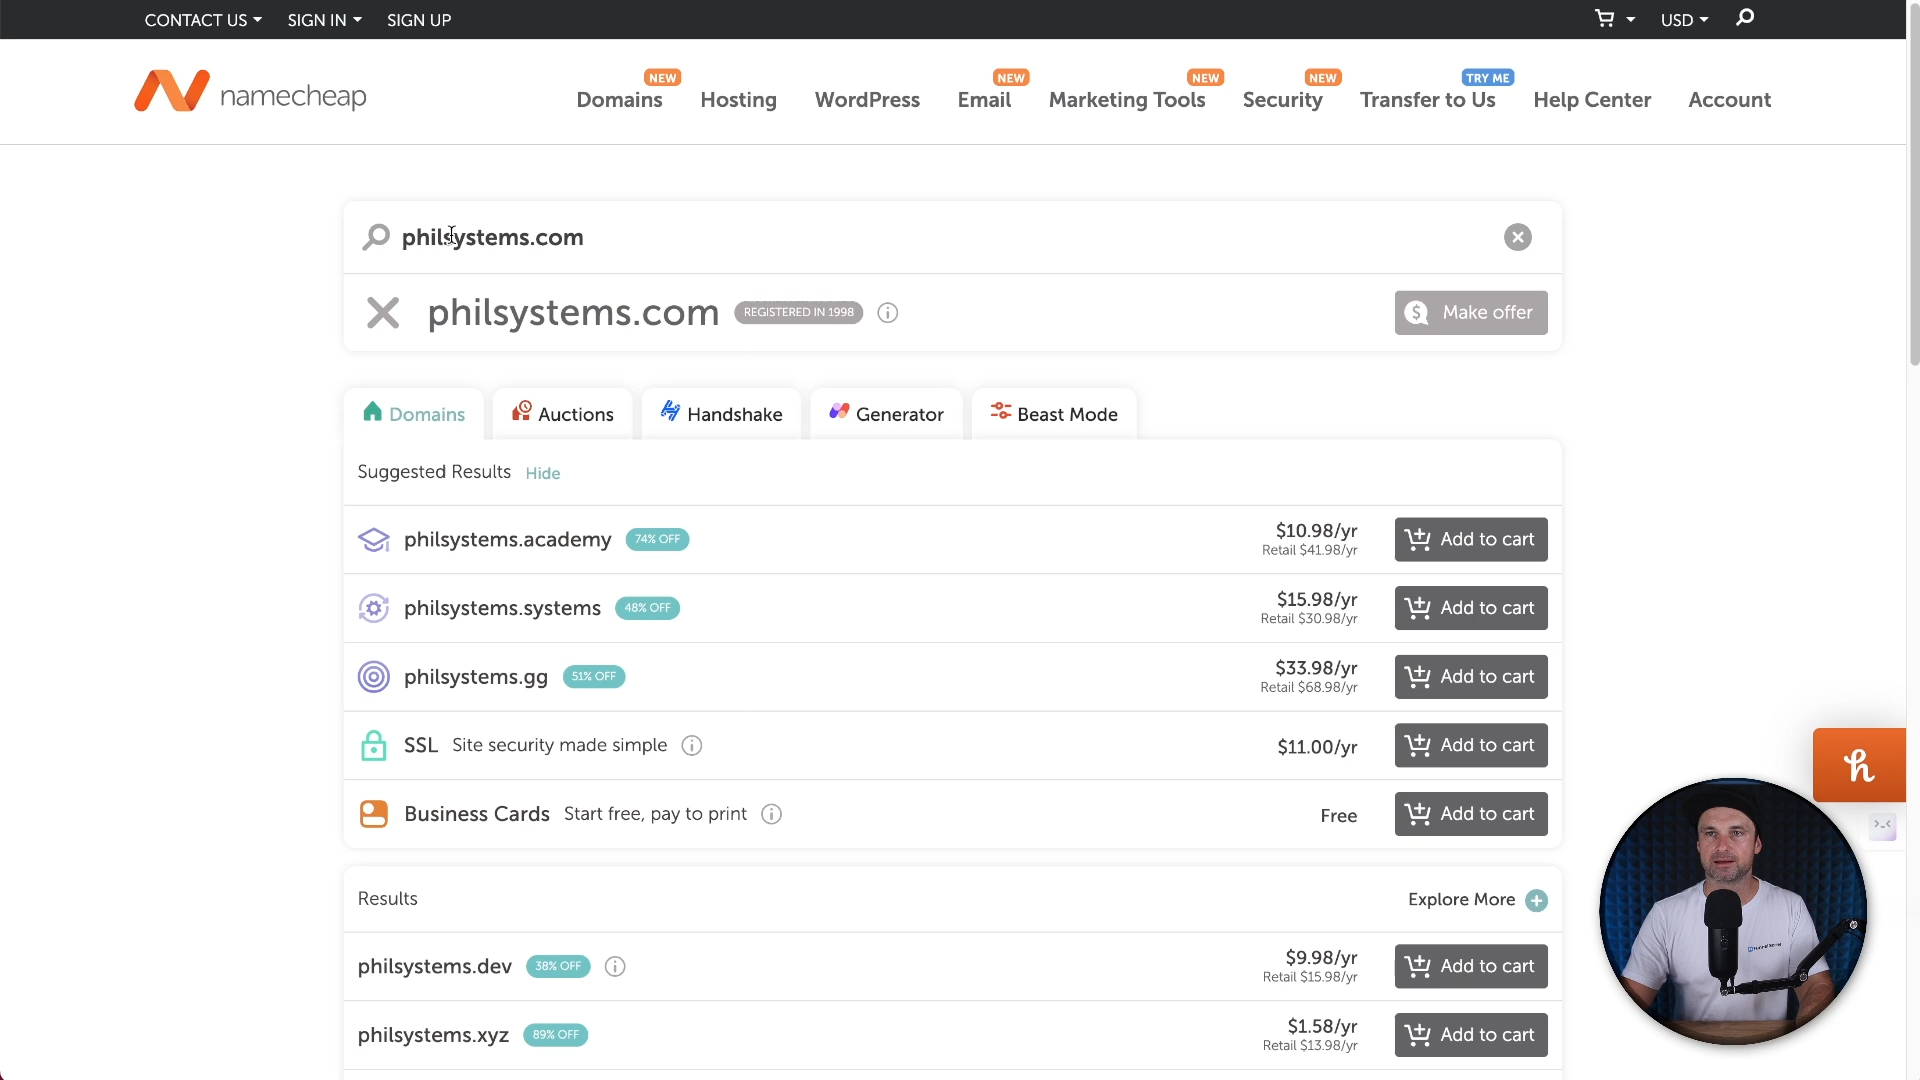 CONTACT US
SIGN IN
SIGN UP
USD
namecheap
Domains NEW
Hosting
WordPress
Email NEW
Marketing Tools NEW
Security NEW
Transfer to Us TRY ME
Help Center
Account
philsystems.com
philsystems.com REGISTERED IN 1998
Make offer
Domains
Auctions
Handshake
Generator
Beast Mode
Suggested Results Hide
philsystems.academy 74% OFF
$10.98/yr
Retail $41.98/yr
Add to cart
philsystems.systems 48% OFF
$15.98/yr
Retail $30.98/yr
Add to cart
philsystems.gg 51% OFF
$33.98/yr
Retail $68.98/yr
Add to cart
SSL Site security made simple
$11.00/yr
Add to cart
Business Cards Start free, pay to print
Free
Add to cart
Results
Explore More
philsystems.dev 38% OFF
$9.98/yr
Retail $15.98/yr
Add to cart
philsystems.xyz 89% OFF
$1.58/yr
Retail $13.98/yr
Add to cart